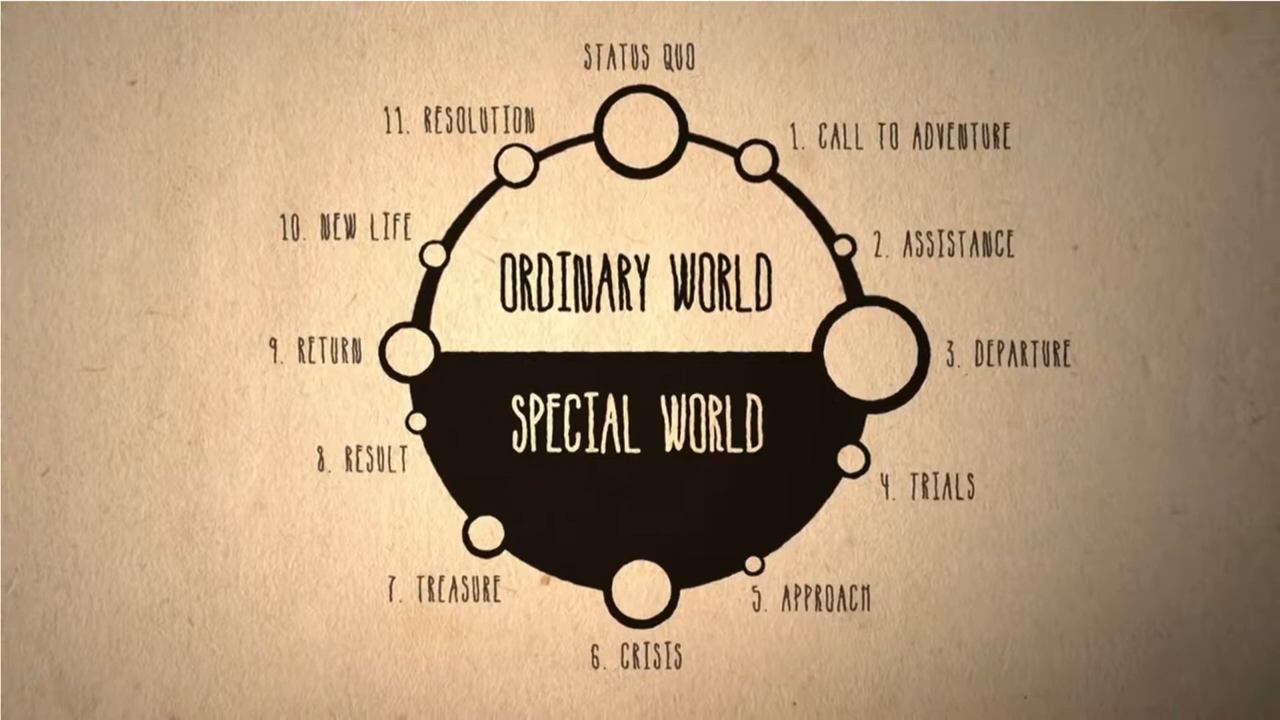 STATUS QUO
1. CALL TO ADVENTURE
2. ASSISTANCE
3. DEPARTURE
4. TRIALS
5. APPROACH
6. CRISIS
7. TREASURE
8. RESULT
9. RETURN
10. NEW LIFE
11. RESOLUTION
ORDINARY WORLD
SPECIAL WORLD